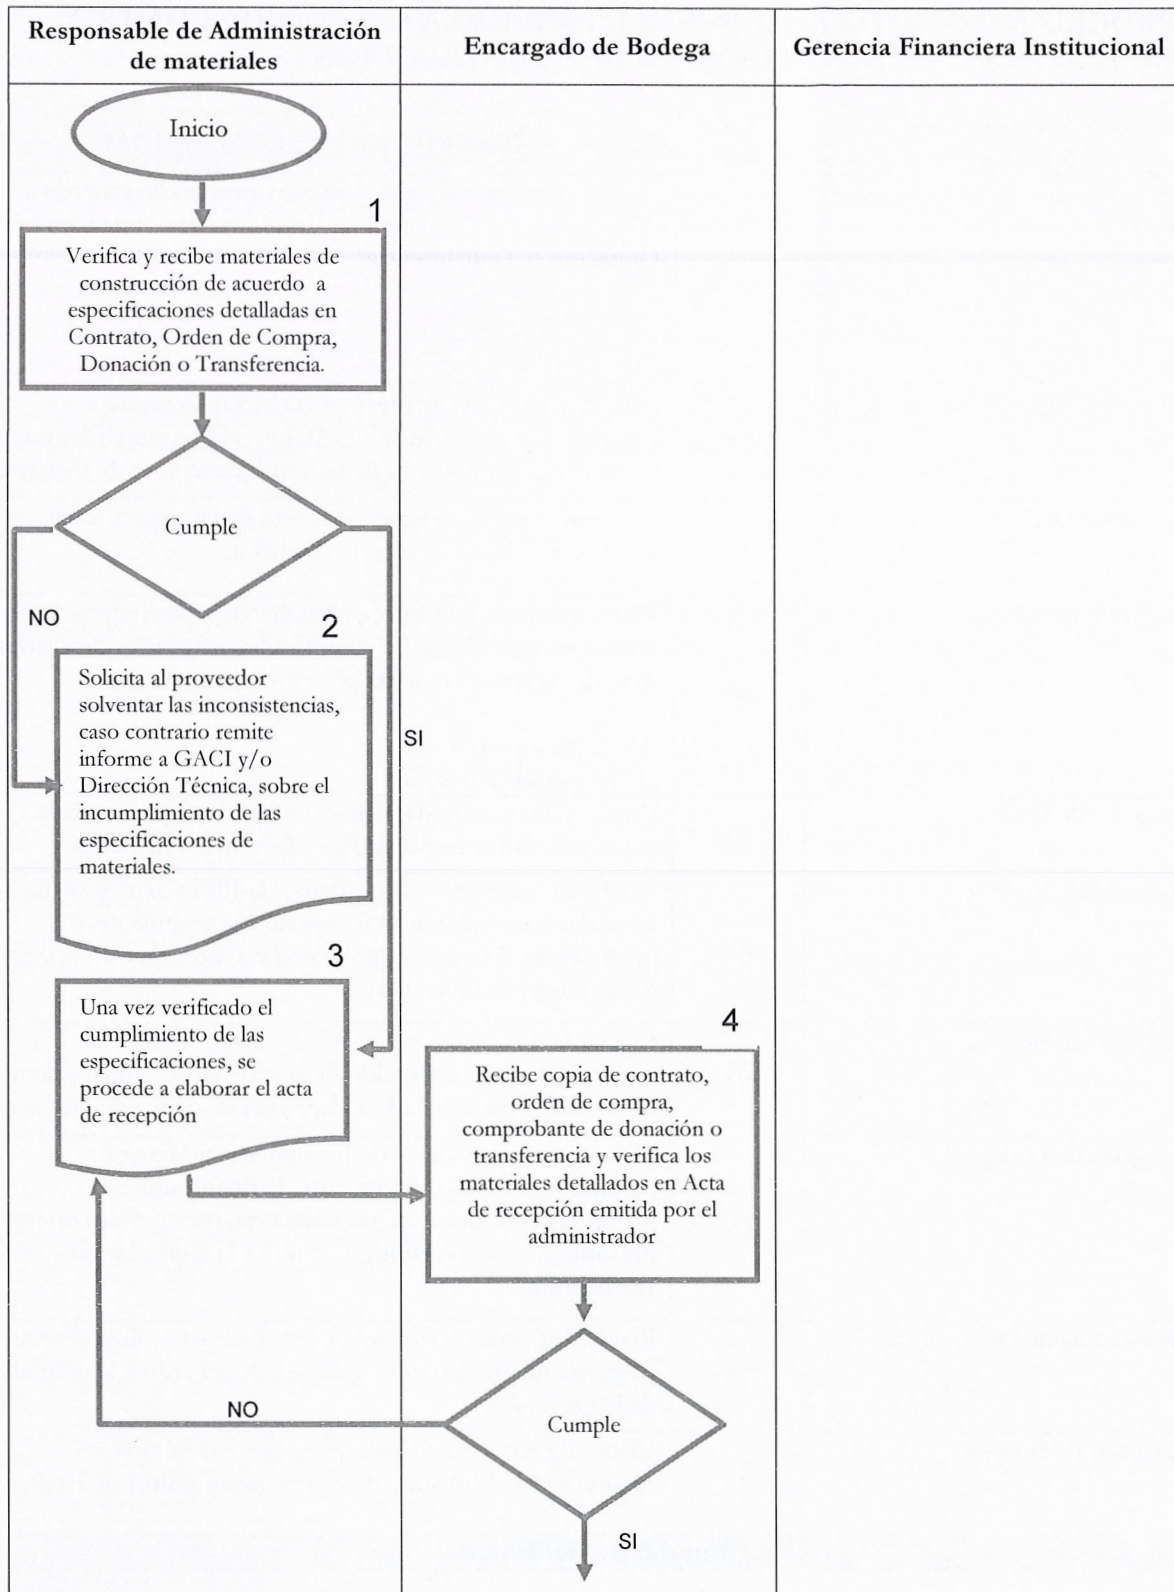 Responsable de Administración
de materiales
Encargado de Bodega
Gerencia Financiera Institucional
Inicio
1
Verifica y recibe materiales de
construcción de acuerdo a
especificaciones detalladas en
Contrato, Orden de Compra,
Donación o Transferencia.
Cumple
NO
SI
2
Solicita al proveedor
solventar las inconsistencias,
caso contrario remite
informe a GACI y/o
Dirección Técnica, sobre el
incumplimiento de las
especificaciones de
materiales.
3
Una vez verificado el
cumplimiento de las
especificaciones, se
procede a elaborar el acta
de recepción
4
Recibe copia de contrato,
orden de compra,
comprobante de donación o
transferencia y verifica los
materiales detallados en Acta
de recepción emitida por el
administrador
Cumple
NO
SI